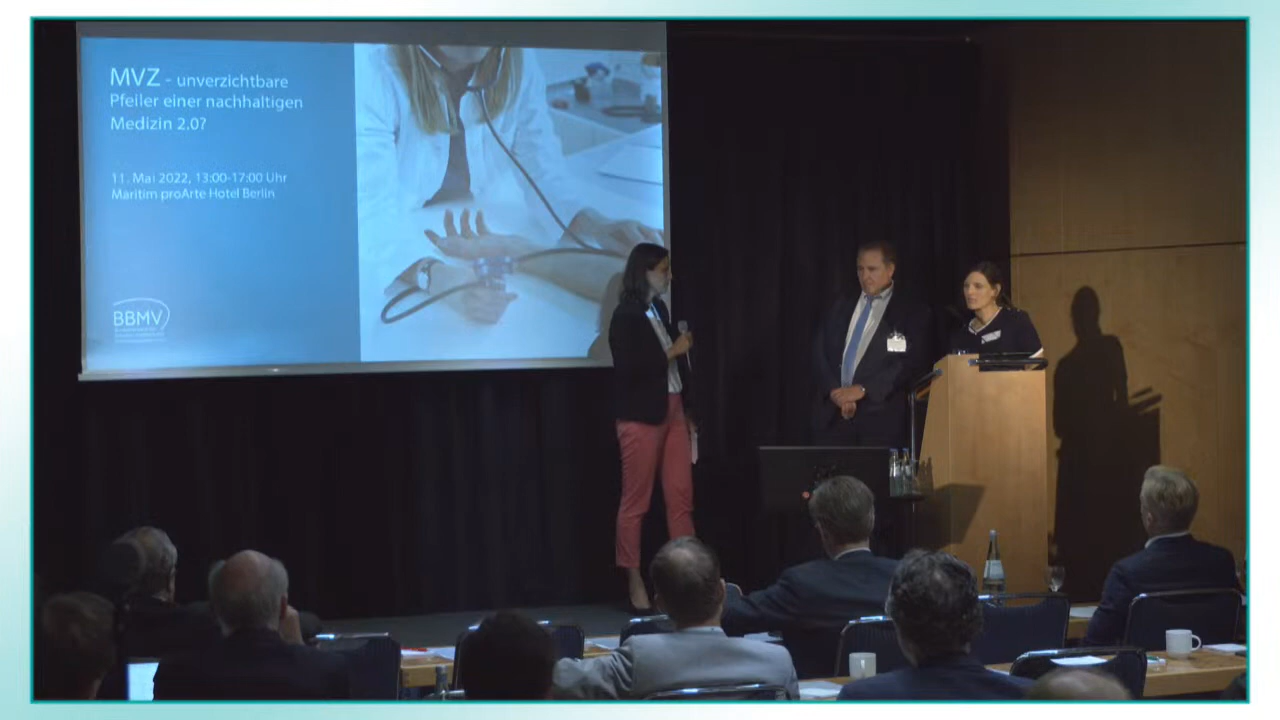 MVZ - unverzichtbare
Pfeiler einer nachhaltigen
Medizin 2.0?
11. Mai 2022, 13:00-17:00 Uhr
Maritim proArte Hotel Berlin
BBMV